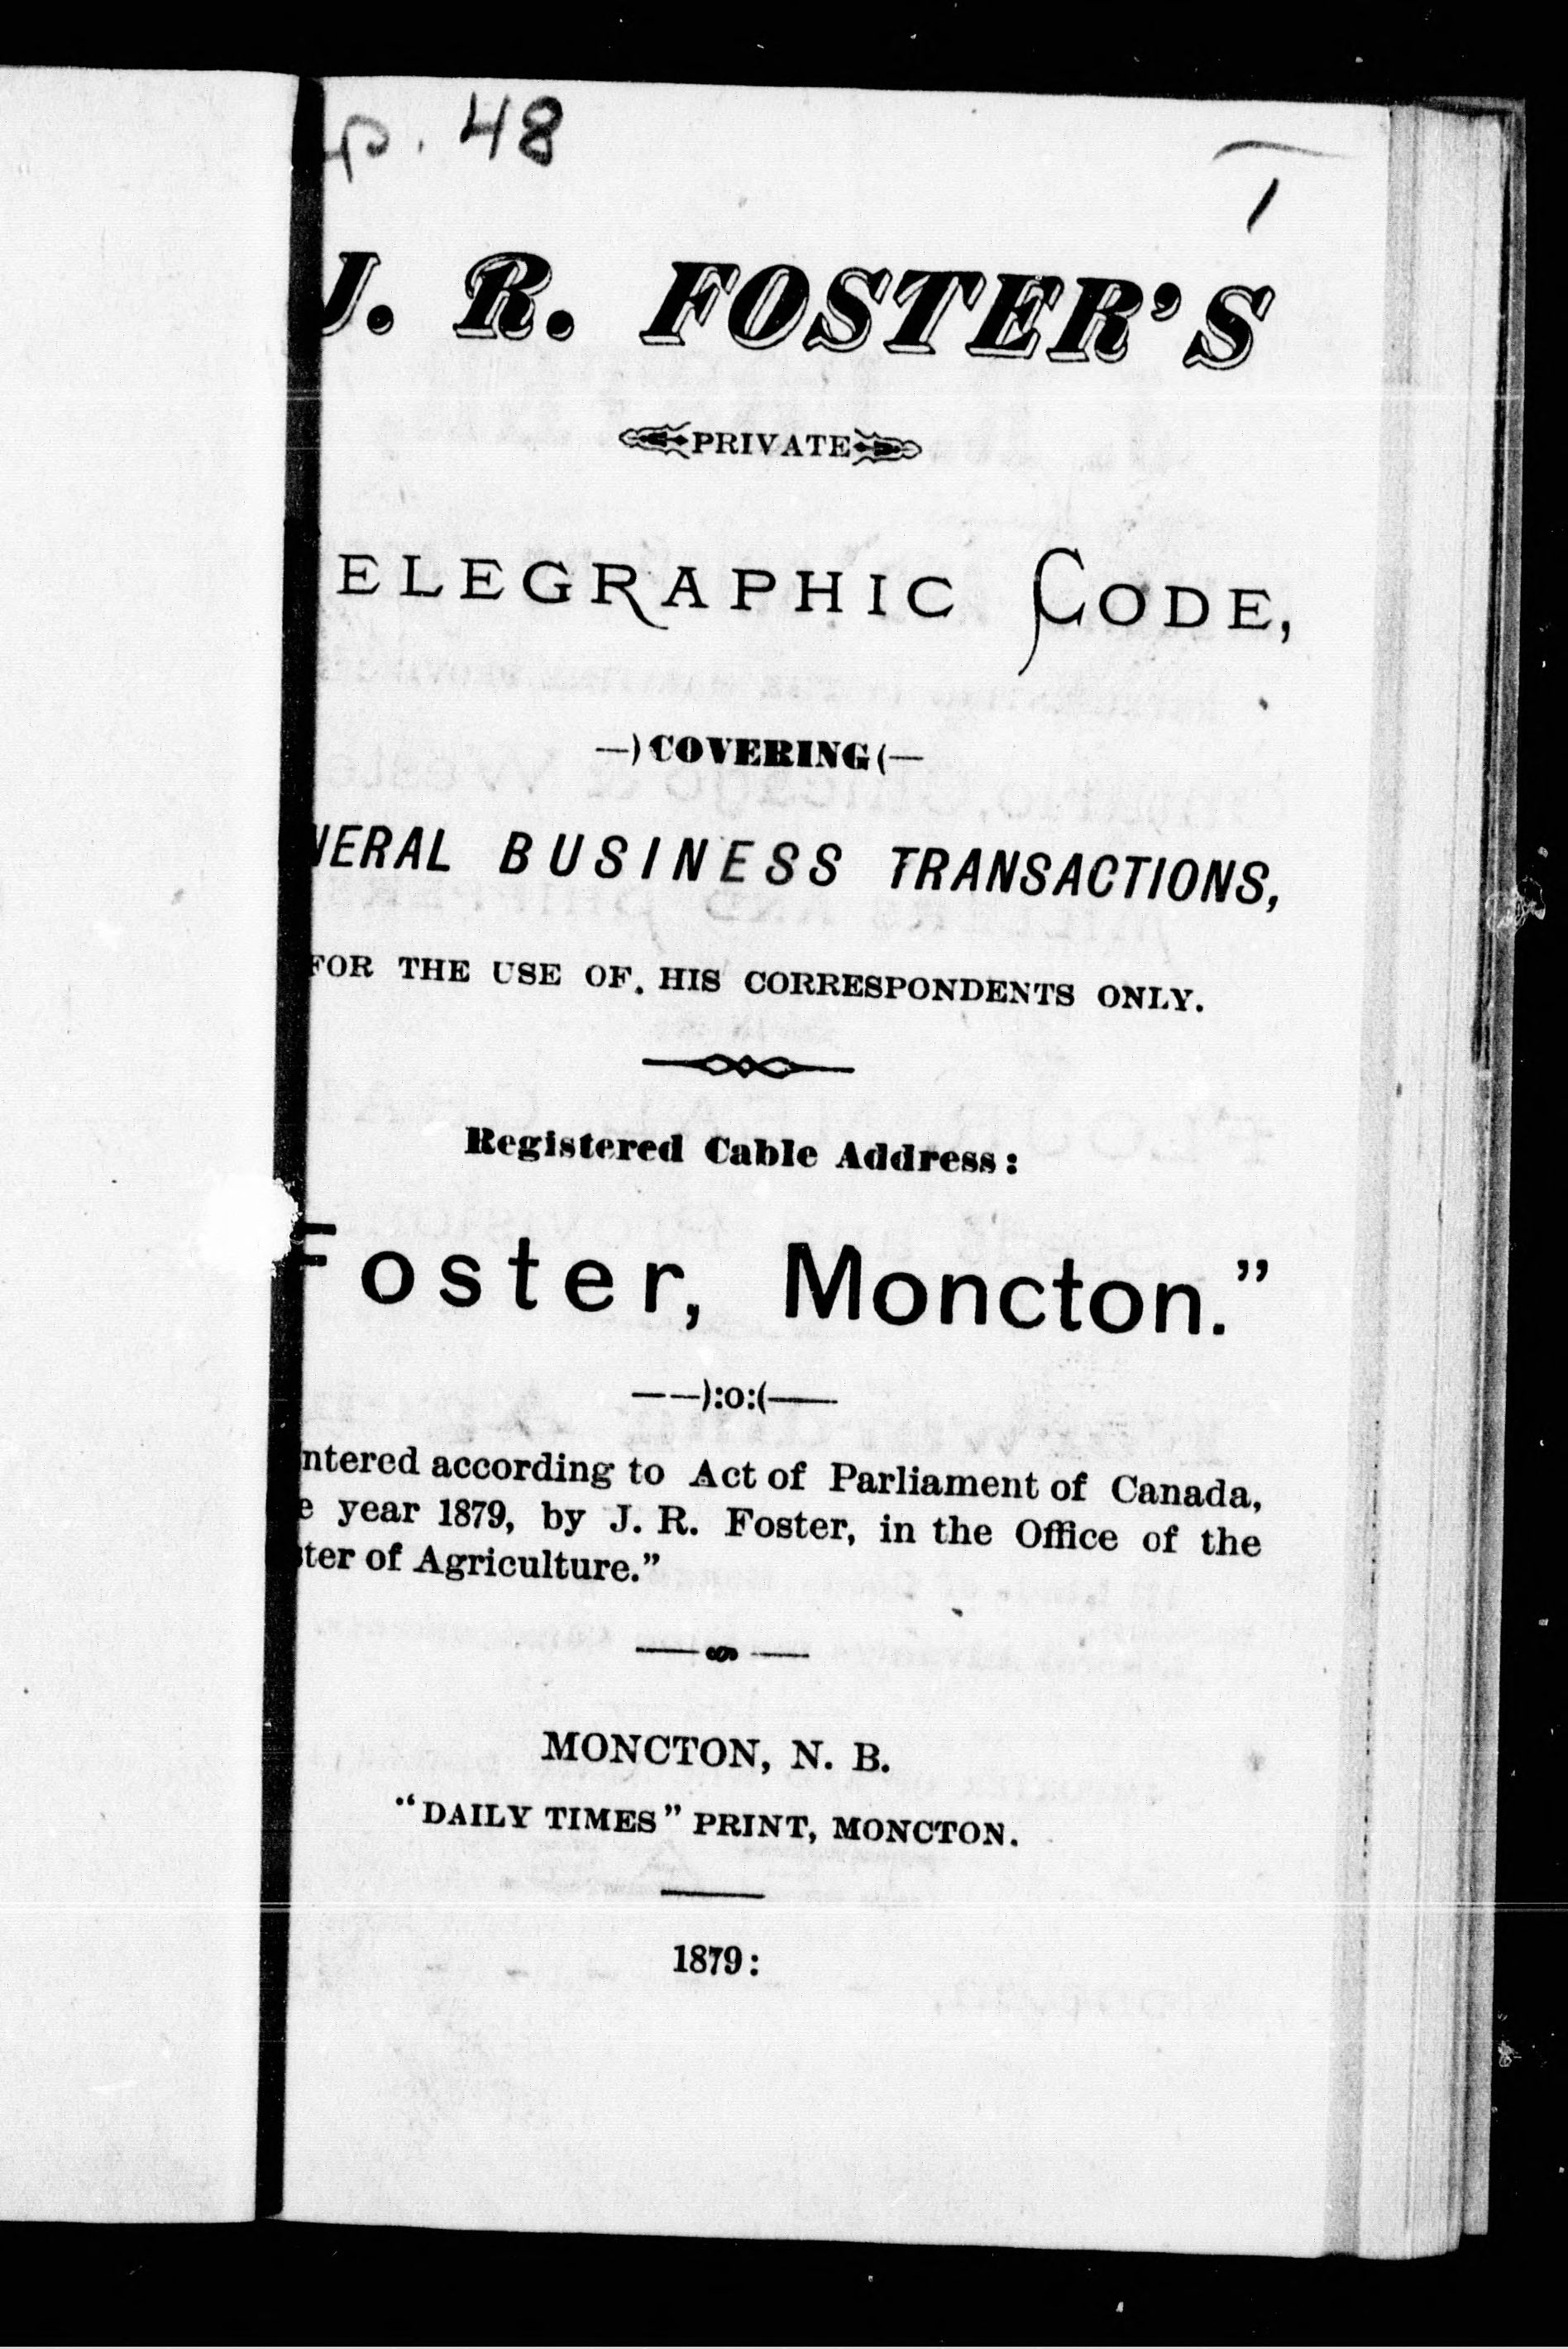 p. 48
1
J. R. FOSTER'S
PRIVATE
ELEGRAPHIC CODE,
—) COVERING (—
NERAL BUSINESS TRANSACTIONS,
FOR THE USE OF. HIS CORRESPONDENTS ONLY.
Registered Cable Address:
Foster, Moncton.”
——):o:(——
ntered according to Act of Parliament of Canada,
e year 1879, by J. R. Foster, in the Office of the
ster of Agriculture.”
MONCTON, N. B.
“DAILY TIMES” PRINT, MONCTON.
1879: